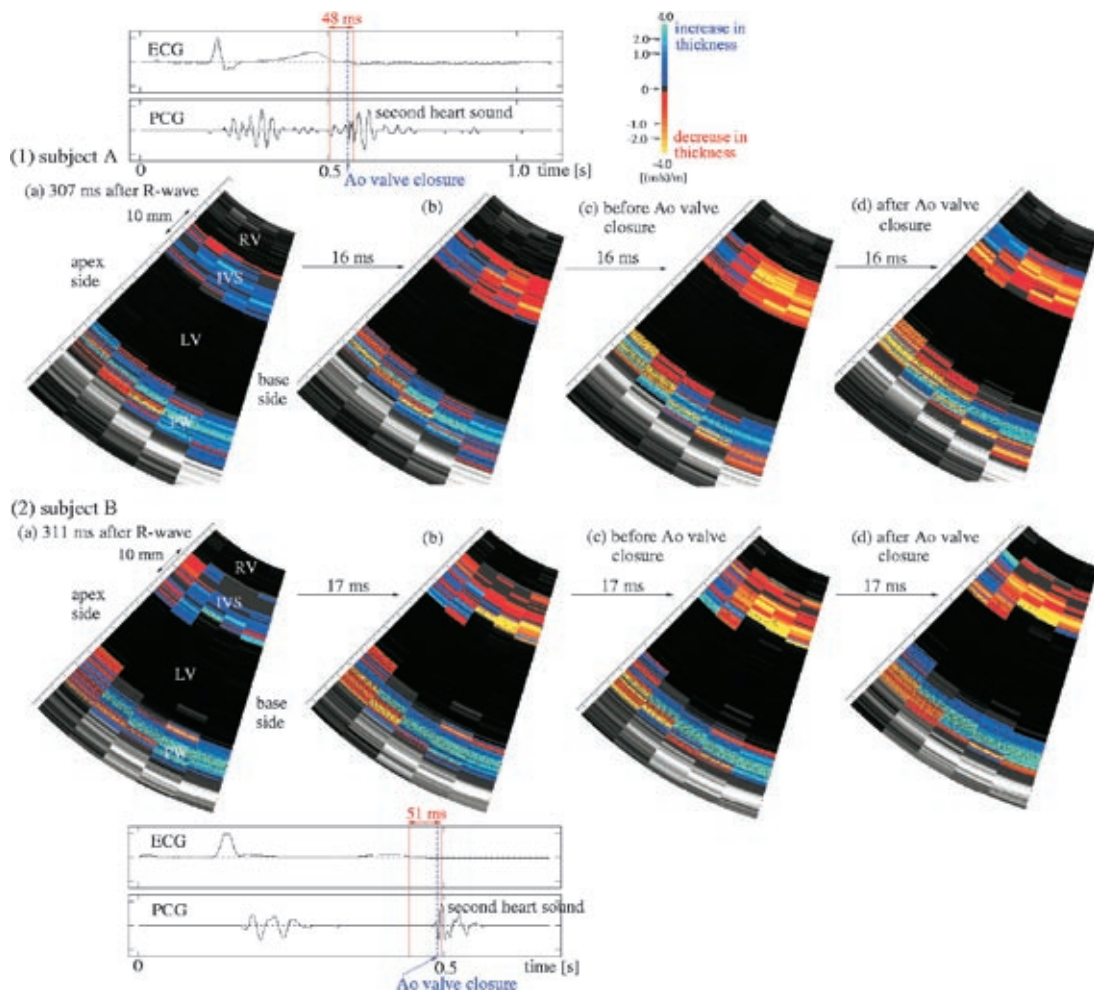 48 ms
ECG
PCG
second heart sound
0
0.5
1.0
time [s]
Ao valve closure
4.0
2.0
1.0
0
-1.0
2.0
-4.0
[(m/s)/m]
increase in
thickness
decrease in
thickness
(1) subject A
(a) 307 ms after R-wave
10 mm
RV
IVS
apex
side
LV
base
side
PW
16 ms
(b)
16 ms
(c) before Ao valve
closure
16 ms
(d) after Ao valve
closure
(2) subject B
(a) 311 ms after R-wave
10 mm
RV
IVS
apex
side
LV
base
side
PW
17 ms
(b)
17 ms
(c) before Ao valve
closure
17 ms
(d) after Ao valve
closure
51 ms
ECG
PCG
second heart sound
0
0.5
time [s]
Ao valve closure